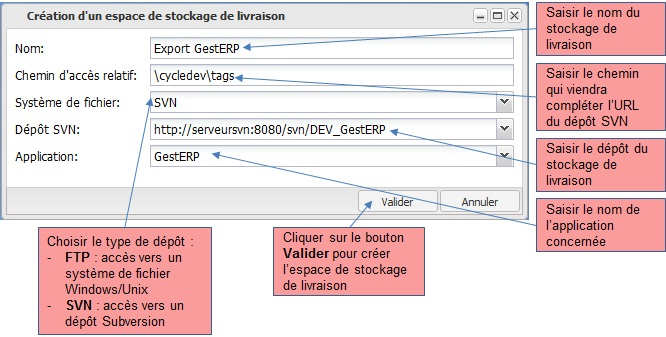 Création d'un espace de stockage de livraison
Nom:
Export GestERP
Chemin d'accès relatif:
\cycledev\tags
Système de fichier:
SVN
Dépôt SVN:
http://serveursvn:8080/svn/DEV_GestERP
Application:
GestERP
Valider
Annuler
Saisir le nom du
stockage de
livraison
Saisir le chemin
qui viendra
compléter l'URL
du dépôt SVN
Saisir le dépôt du
stockage de
livraison
Saisir le nom de
l'application
concernée
Choisir le type de dépôt :
- FTP : accès vers un
système de fichier
Windows/Unix
- SVN : accès vers un
dépôt Subversion
Cliquer sur le bouton
Valider pour créer
l'espace de stockage
de livraison